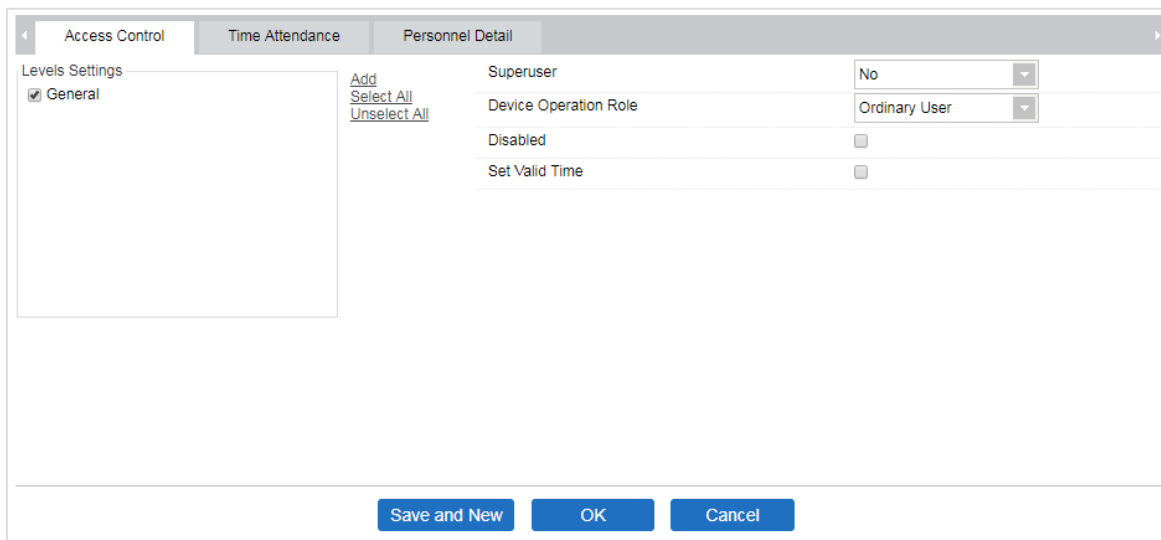 Access Control
Time Attendance
Personnel Detail
Levels Settings
General
Add
Select All
Unselect All
Superuser
No
Device Operation Role
Ordinary User
Disabled
Set Valid Time
Save and New
OK
Cancel